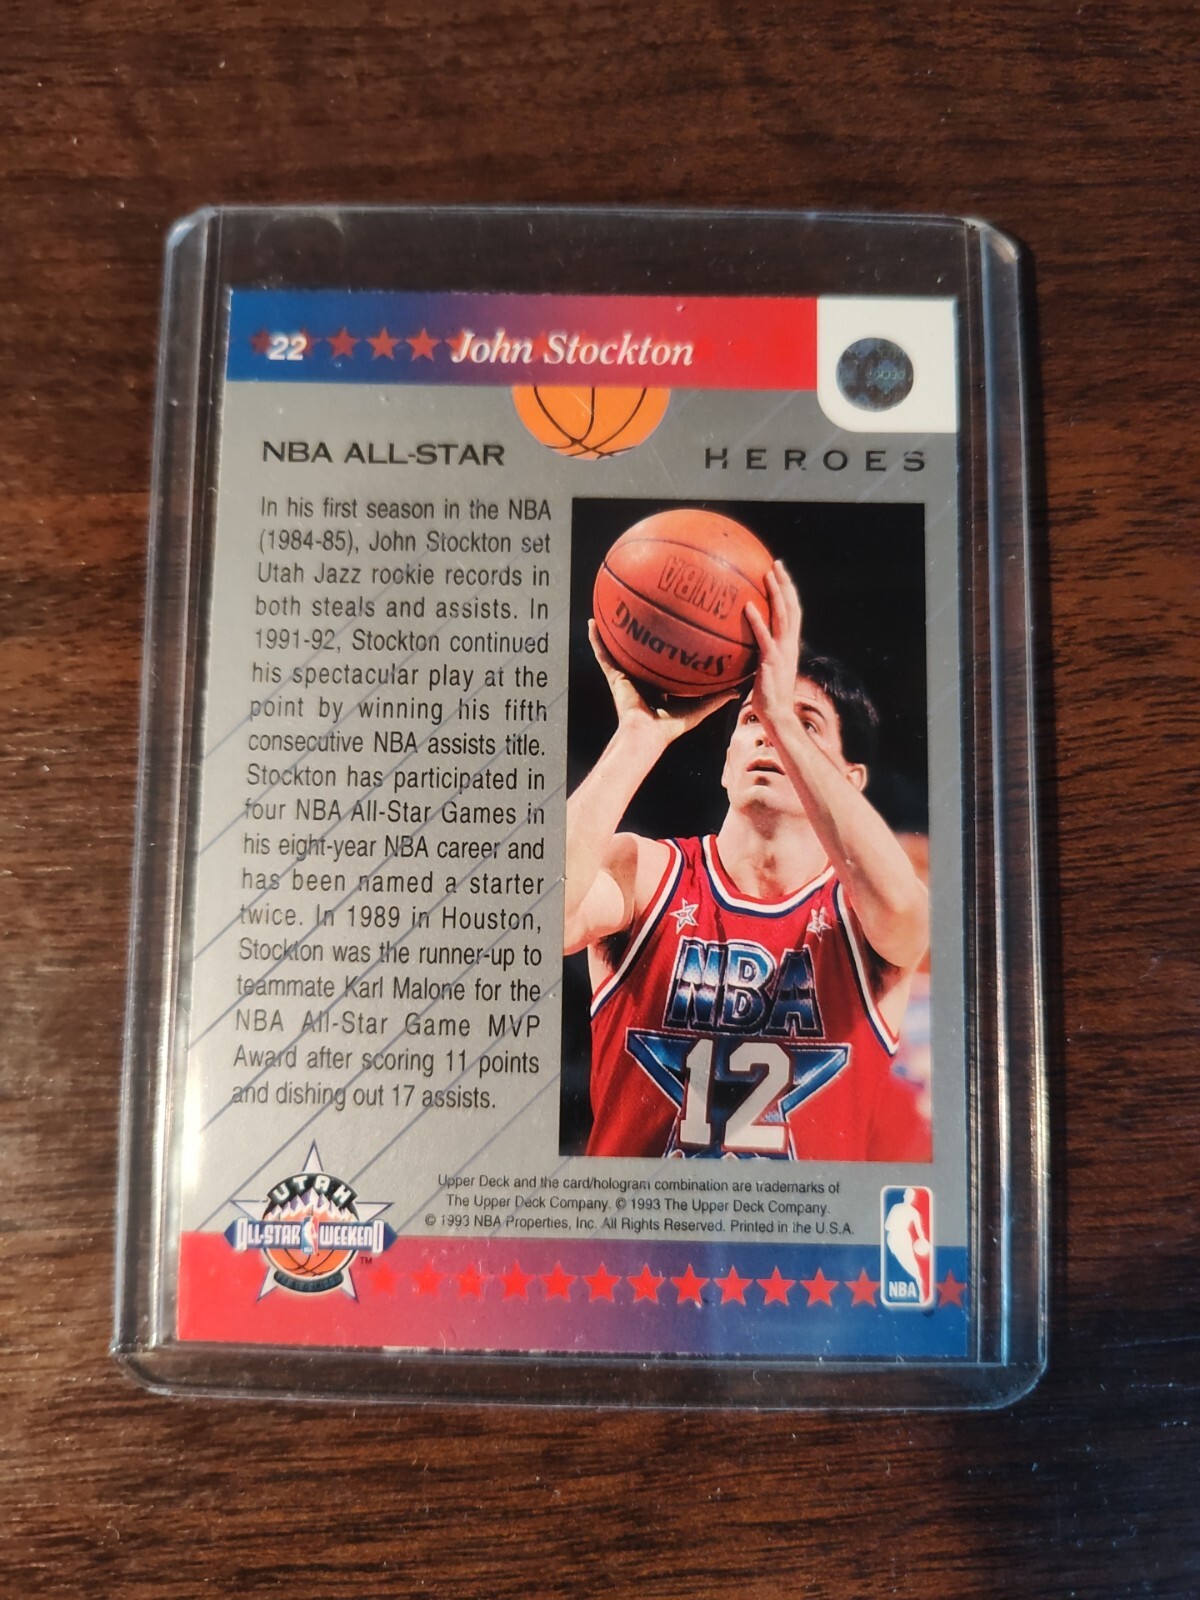 22 John Stockton
NBA ALL-STAR HEROES
In his first season in the NBA
(1984-85), John Stockton set
Utah Jazz rookie records in
both steals and assists. In
1991-92, Stockton continued
his spectacular play at the
point by winning his fifth
consecutive NBA assists title.
Stockton has participated in
four NBA All-Star Games in
his eight-year NBA career and
has been named a starter
twice. In 1989 in Houston,
Stockton was the runner-up to
teammate Karl Malone for the
NBA All-Star Game MVP
Award after scoring 11 points
and dishing out 17 assists.
NBA
SPALDING
NBA
12
Upper Deck and the card/hologram combination are trademarks of
The Upper Deck Company. © 1993 The Upper Deck Company.
© 1993 NBA Properties, Inc. All Rights Reserved. Printed in the U.S.A.
UTAH
ALL-STAR WEEKEND
TM
NBA